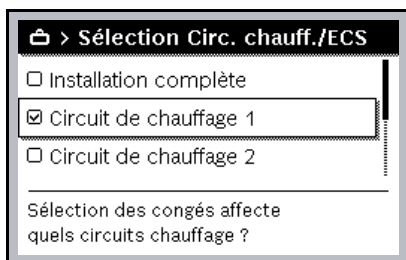 > Sélection Circ. chauff./ECS
Installation complète
Circuit de chauffage 1
Circuit de chauffage 2
Sélection des congés affecte
quels circuits chauffage ?